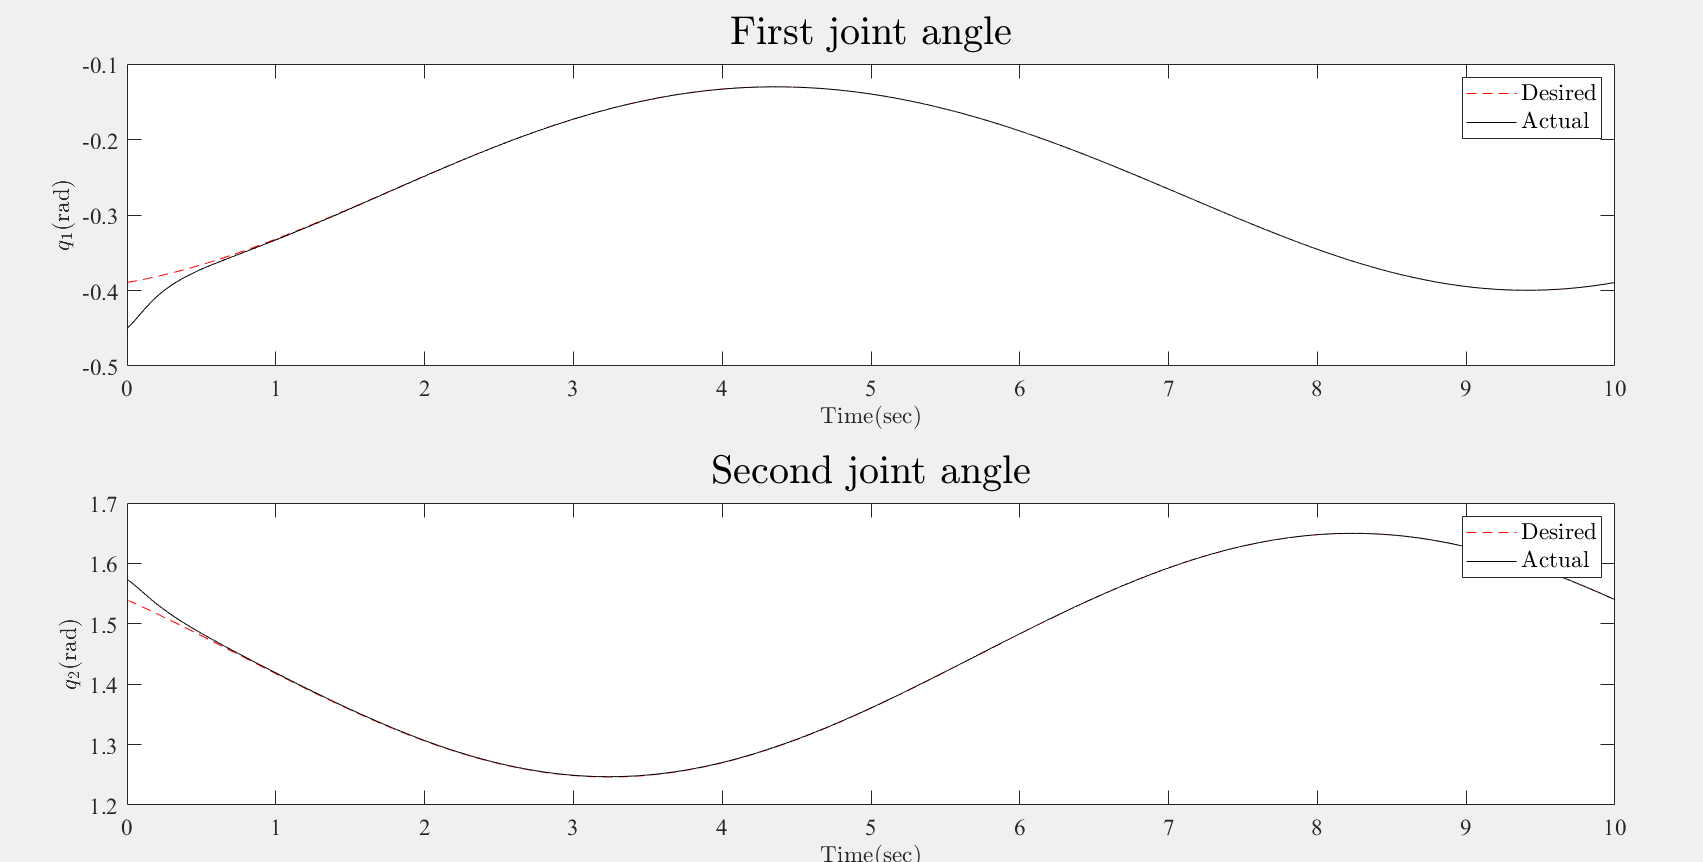 First joint angle
-0.1
-0.2
-0.3
-0.4
-0.5
q1(rad)
Desired
Actual
0 1 2 3 4 5 6 7 8 9 10
Time(sec)
Second joint angle
1.7
1.6
1.5
1.4
1.3
1.2
q2(rad)
Desired
Actual
0 1 2 3 4 5 6 7 8 9 10
Time(sec)